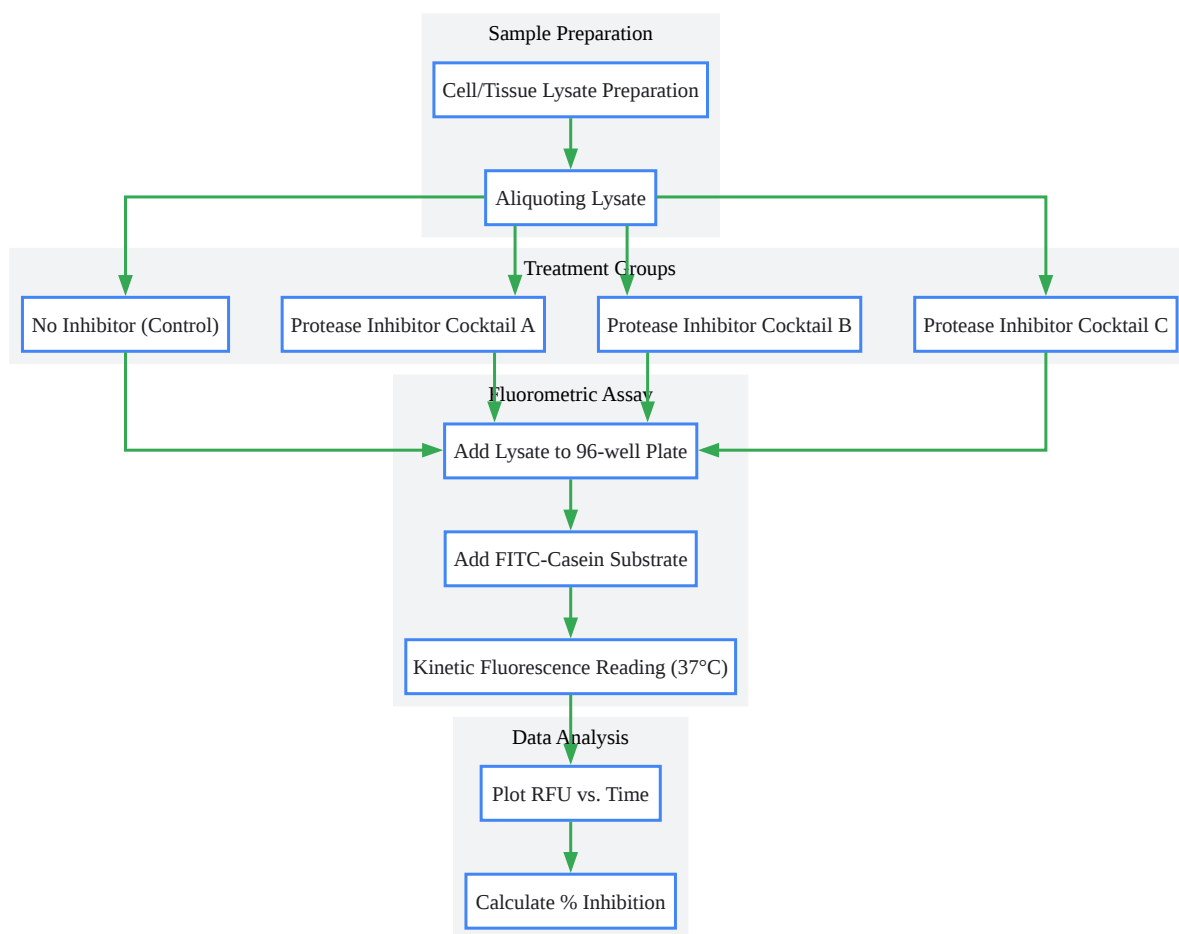 Sample Preparation
Cell/Tissue Lysate Preparation
Aliquoting Lysate
Treatment Groups
No Inhibitor (Control)
Protease Inhibitor Cocktail A
Protease Inhibitor Cocktail B
Protease Inhibitor Cocktail C
Fluorometric Assay
Add Lysate to 96-well Plate
Add FITC-Casein Substrate
Kinetic Fluorescence Reading (37°C)
Data Analysis
Plot RFU vs. Time
Calculate % Inhibition